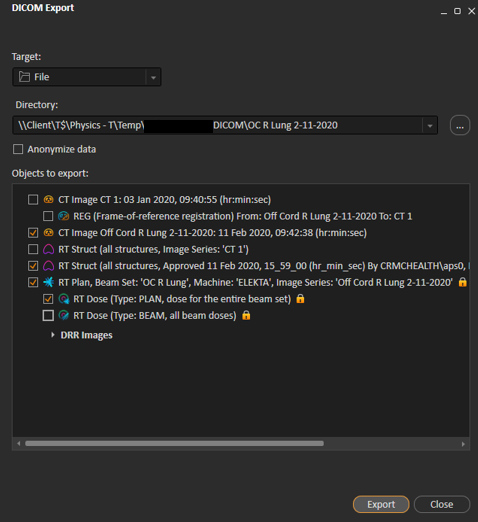 DICOM Export
Target:
File
Directory:
\\Client\T$\Physics - T\Temp\ DICOM\OC R Lung 2-11-2020
...
Anonymize data
Objects to export:
CT Image CT 1: 03 Jan 2020, 09:40:55 (hr:min:sec)
REG (Frame-of-reference registration) From: Off Cord R Lung 2-11-2020 To: CT 1
CT Image Off Cord R Lung 2-11-2020: 11 Feb 2020, 09:42:38 (hr:min:sec)
RT Struct (all structures, Image Series: 'CT 1')
RT Struct (all structures, Approved 11 Feb 2020, 15_59_00 (hr_min_sec) By CRMCHEALTH\aps0,
RT Plan, Beam Set: 'OC R Lung', Machine: 'ELEKTA', Image Series: 'Off Cord R Lung 2-11-2020'
RT Dose (Type: PLAN, dose for the entire beam set)
RT Dose (Type: BEAM, all beam doses)
DRR Images
Export
Close